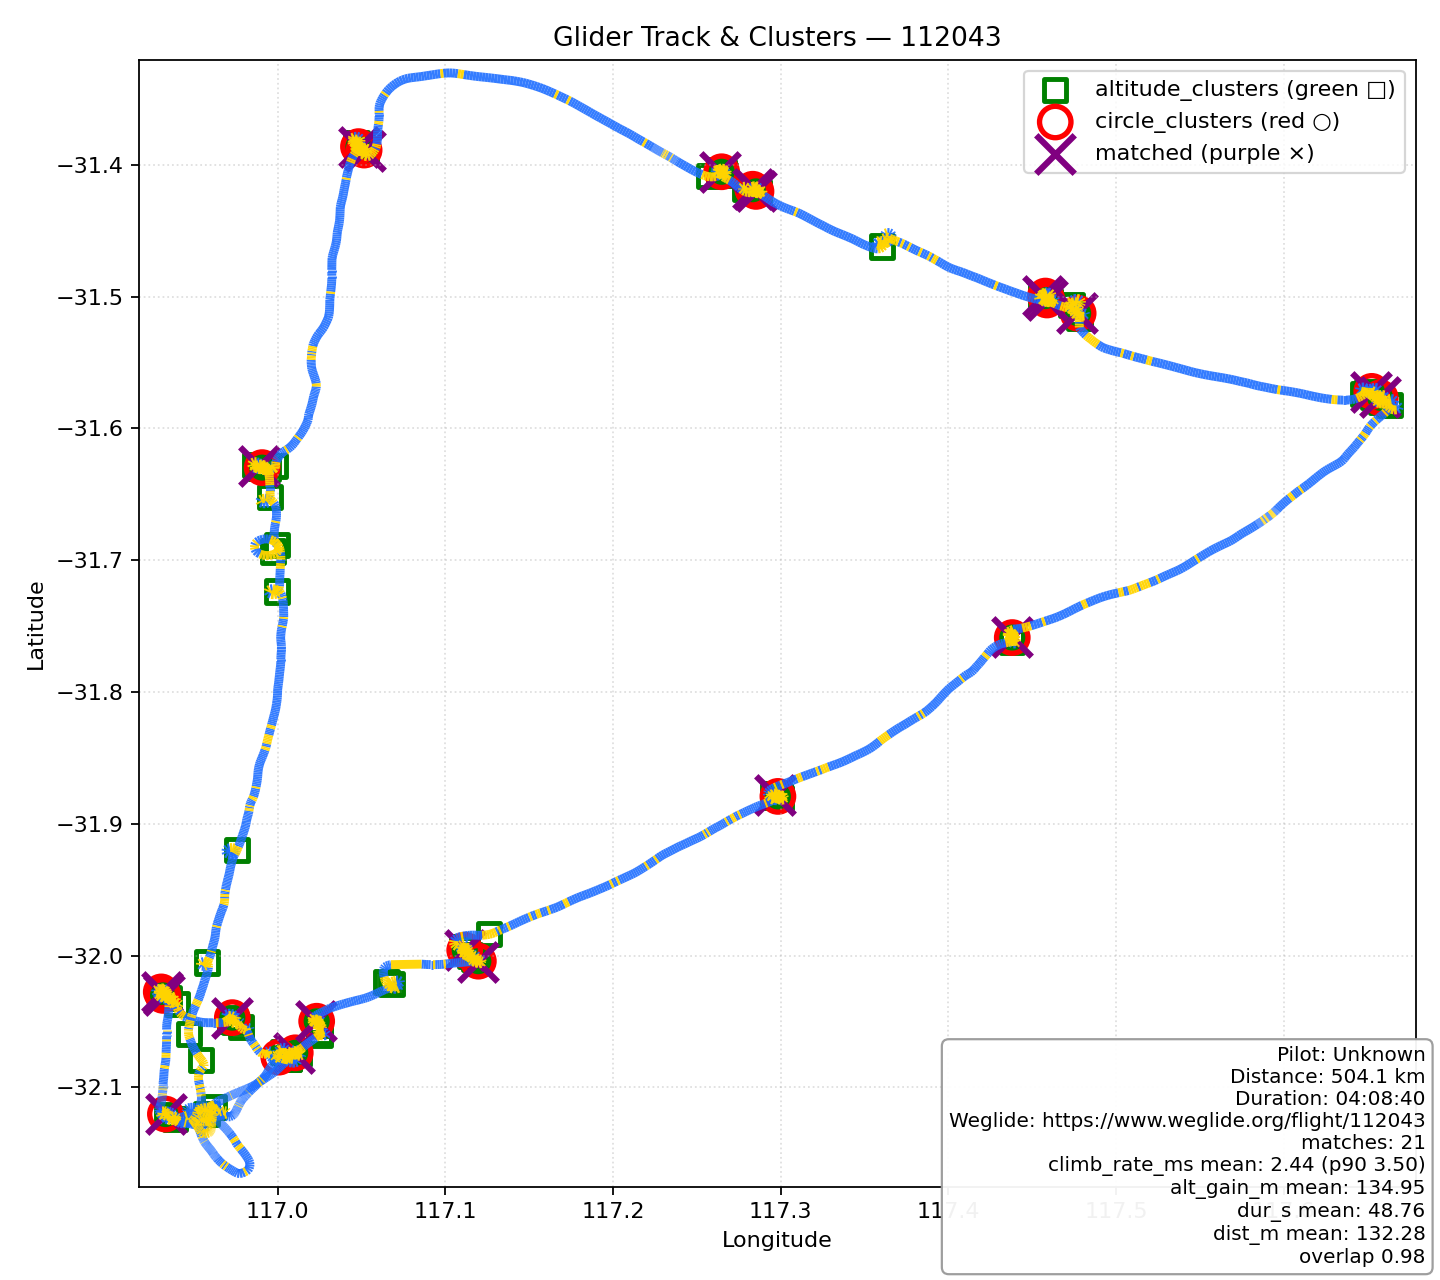 Glider Track & Clusters — 112043
altitude_clusters (green □)
circle_clusters (red ○)
matched (purple ×)
−31.4
−31.5
−31.6
−31.7
−31.8
−31.9
−32.0
−32.1
Latitude
117.0
117.1
117.2
117.3
117.4
117.5
Longitude
Pilot: Unknown
Distance: 504.1 km
Duration: 04:08:40
Weglide: https://www.weglide.org/flight/112043
matches: 21
climb_rate_ms mean: 2.44 (p90 3.50)
alt_gain_m mean: 134.95
dur_s mean: 48.76
dist_m mean: 132.28
overlap 0.98